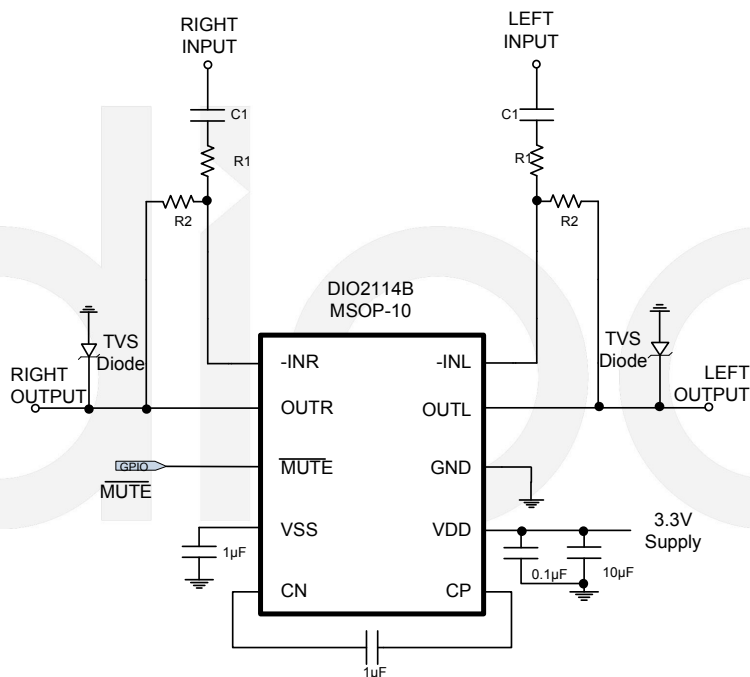 RIGHT
INPUT
LEFT
INPUT
C1
C1
R1
R1
R2
R2
DIO2114B
MSOP-10
TVS
Diode
TVS
Diode
RIGHT
OUTPUT
LEFT
OUTPUT
-INR
-INL
OUTR
OUTL
GPIO
MUTE
MUTE
GND
VSS
VDD
3.3V
Supply
1µF
0.1µF
10µF
CN
CP
1µF
dioo